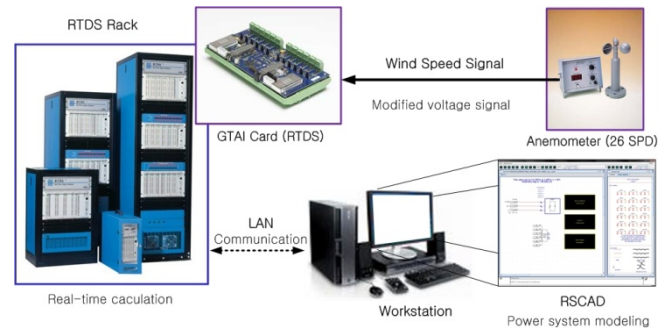 RTDS Rack
GTAI Card (RTDS)
Wind Speed Signal
Modified voltage signal
Anemometer (26 SPD)
LAN
Communication
Real-time caculation
Workstation
RSCAD
Power system modeling